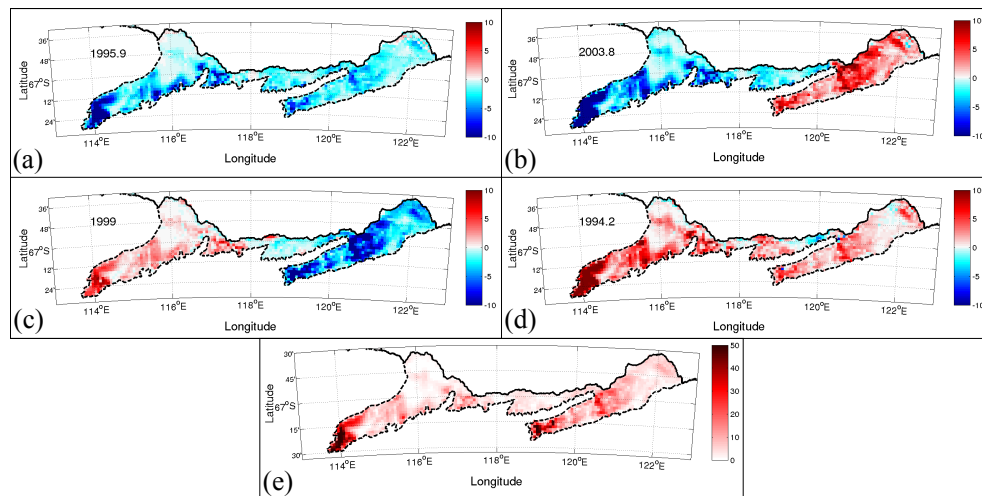 1995.9
Latitude
36'
48'
67°S
12'
24'
114°E
116°E
118°E
120°E
122°E
Longitude
10
5
0
-5
-10
(a)
2003.8
Latitude
36'
48'
67°S
12'
24'
114°E
116°E
118°E
120°E
122°E
Longitude
10
5
0
-5
-10
(b)
1999
Latitude
36'
48'
67°S
12'
24'
114°E
116°E
118°E
120°E
122°E
Longitude
10
5
0
-5
-10
(c)
1994.2
Latitude
36'
48'
67°S
12'
24'
114°E
116°E
118°E
120°E
122°E
Longitude
10
5
0
-5
-10
(d)
Latitude
30'
45'
67°S
15'
30'
114°E
116°E
118°E
120°E
122°E
Longitude
50
40
30
20
10
0
(e)